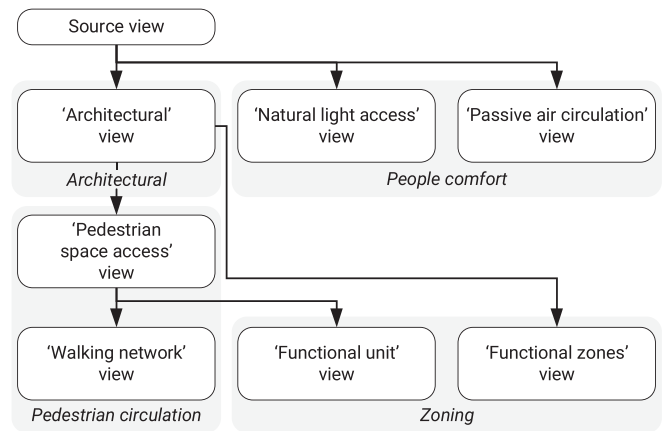 Source view
‘Architectural’
view
‘Natural light access’
view
‘Passive air circulation’
view
Architectural
People comfort
‘Pedestrian
space access’
view
‘Walking network’
view
‘Functional unit’
view
‘Functional zones’
view
Pedestrian circulation
Zoning